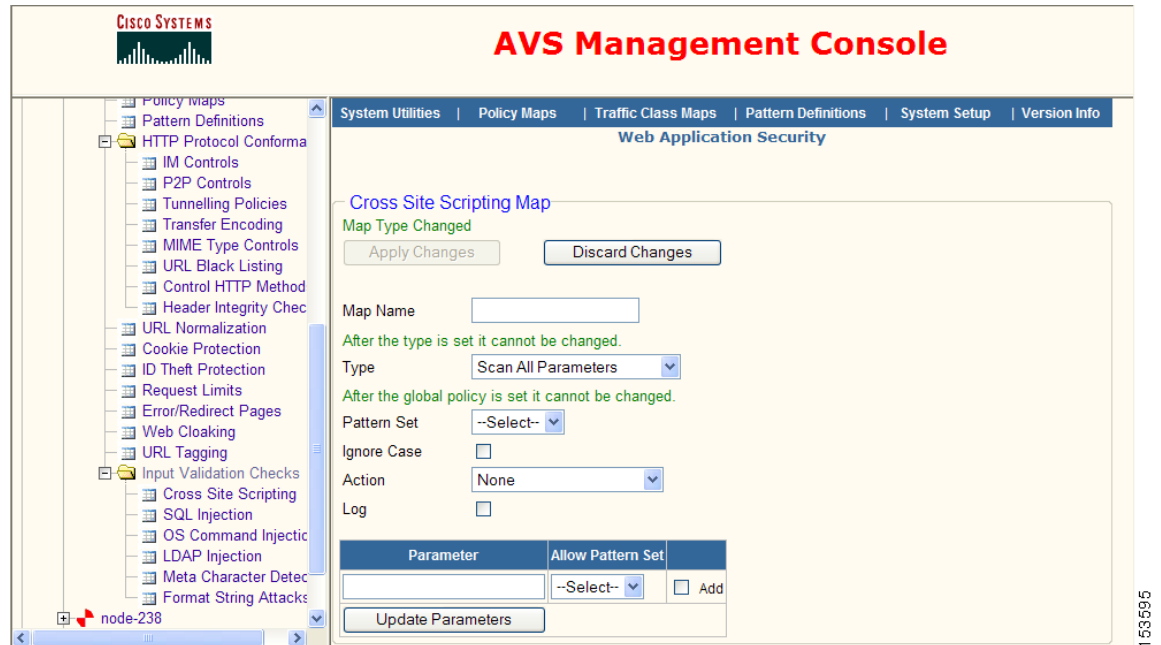 CISCO SYSTEMS
AVS Management Console
Policy Maps
Pattern Definitions
HTTP Protocol Conforma
IM Controls
P2P Controls
Tunnelling Policies
Transfer Encoding
MIME Type Controls
URL Black Listing
Control HTTP Method
Header Integrity Chec
URL Normalization
Cookie Protection
ID Theft Protection
Request Limits
Error/Redirect Pages
Web Cloaking
URL Tagging
Input Validation Checks
Cross Site Scripting
SQL Injection
OS Command Injectic
LDAP Injection
Meta Character Detec
Format String Attacks
node-238
System Utilities | Policy Maps | Traffic Class Maps | Pattern Definitions | System Setup | Version Info
Web Application Security
Cross Site Scripting Map
Map Type Changed
Apply Changes Discard Changes
Map Name
After the type is set it cannot be changed.
Type Scan All Parameters
After the global policy is set it cannot be changed.
Pattern Set --Select--
Ignore Case
Action None
Log
Parameter Allow Pattern Set
--Select-- Add
Update Parameters
153595